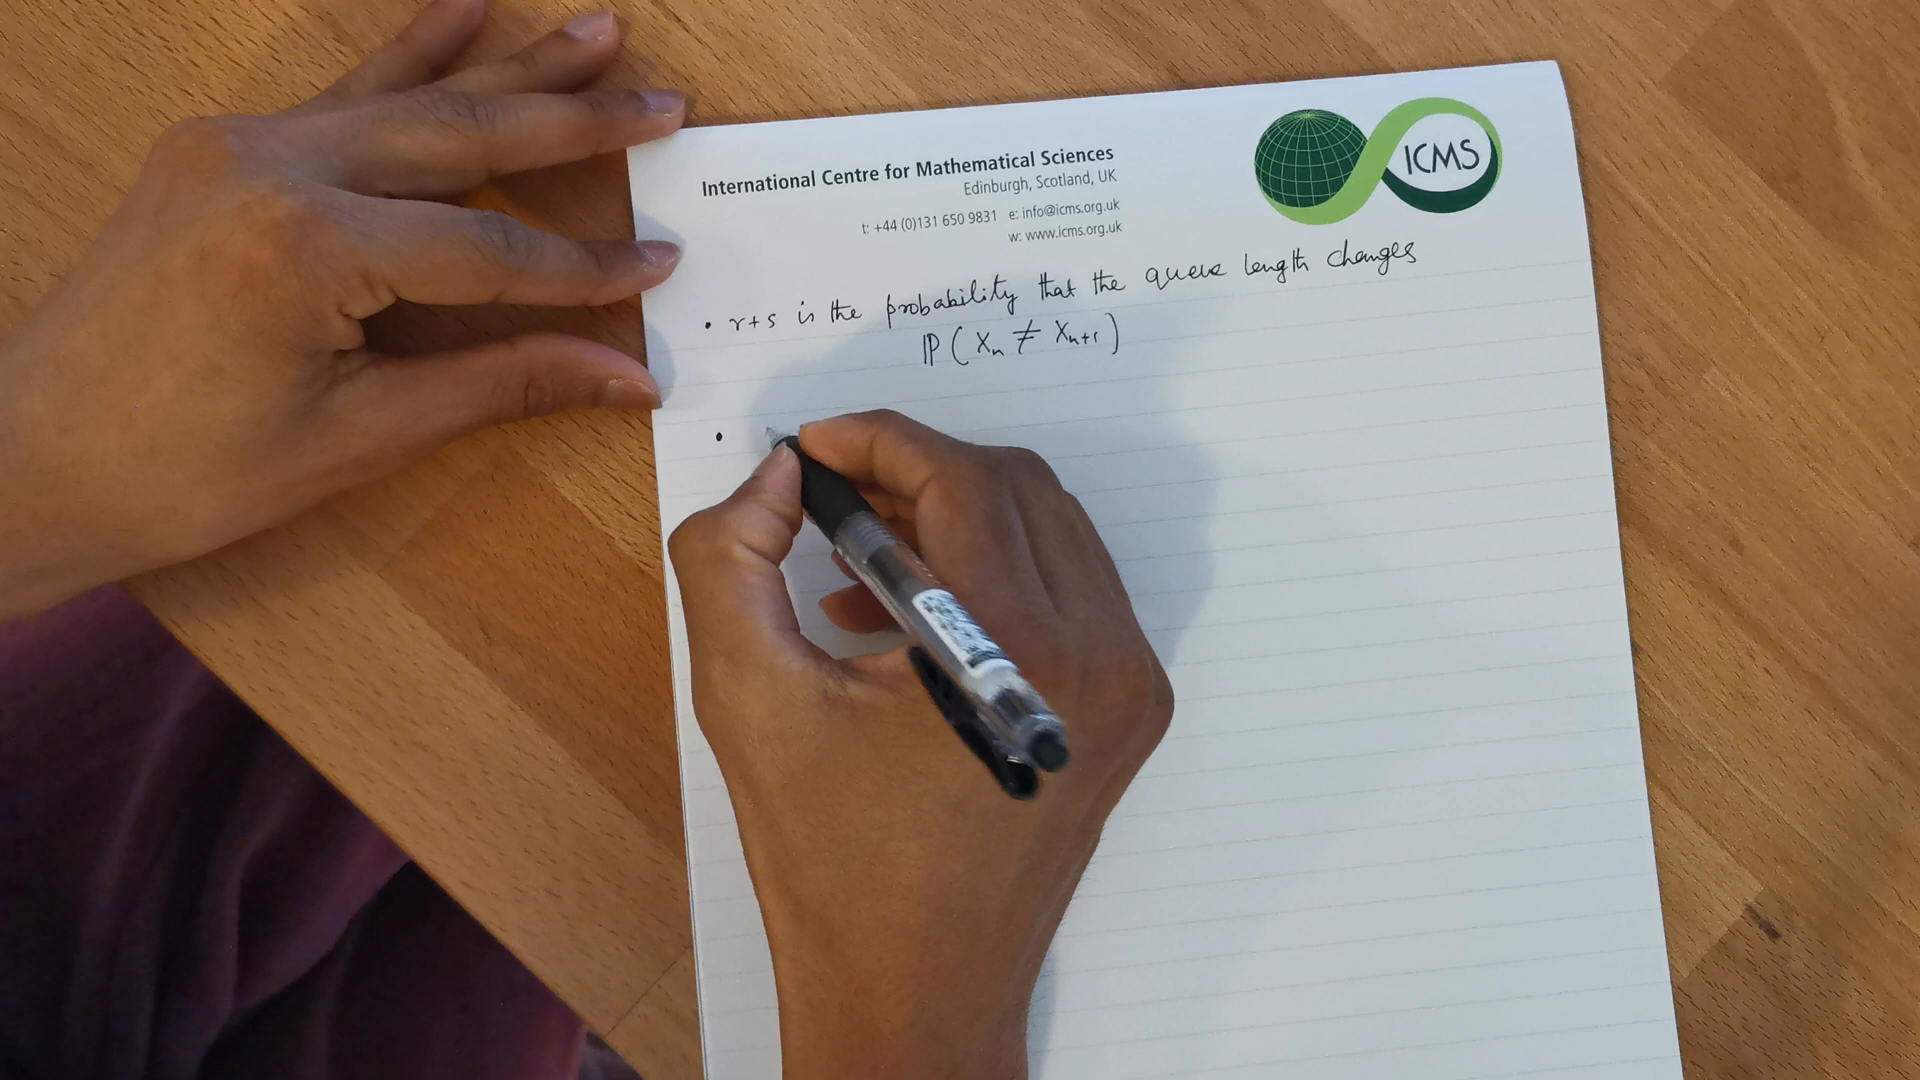 International Centre for Mathematical Sciences
Edinburgh, Scotland, UK
t: +44 (0)131 650 9831 e: info@icms.org.uk
w: www.icms.org.uk
ICMS
• r+s is the probability that the queue length changes
ℙ ( Xₙ ≠ Xₙ₊₁ )
•